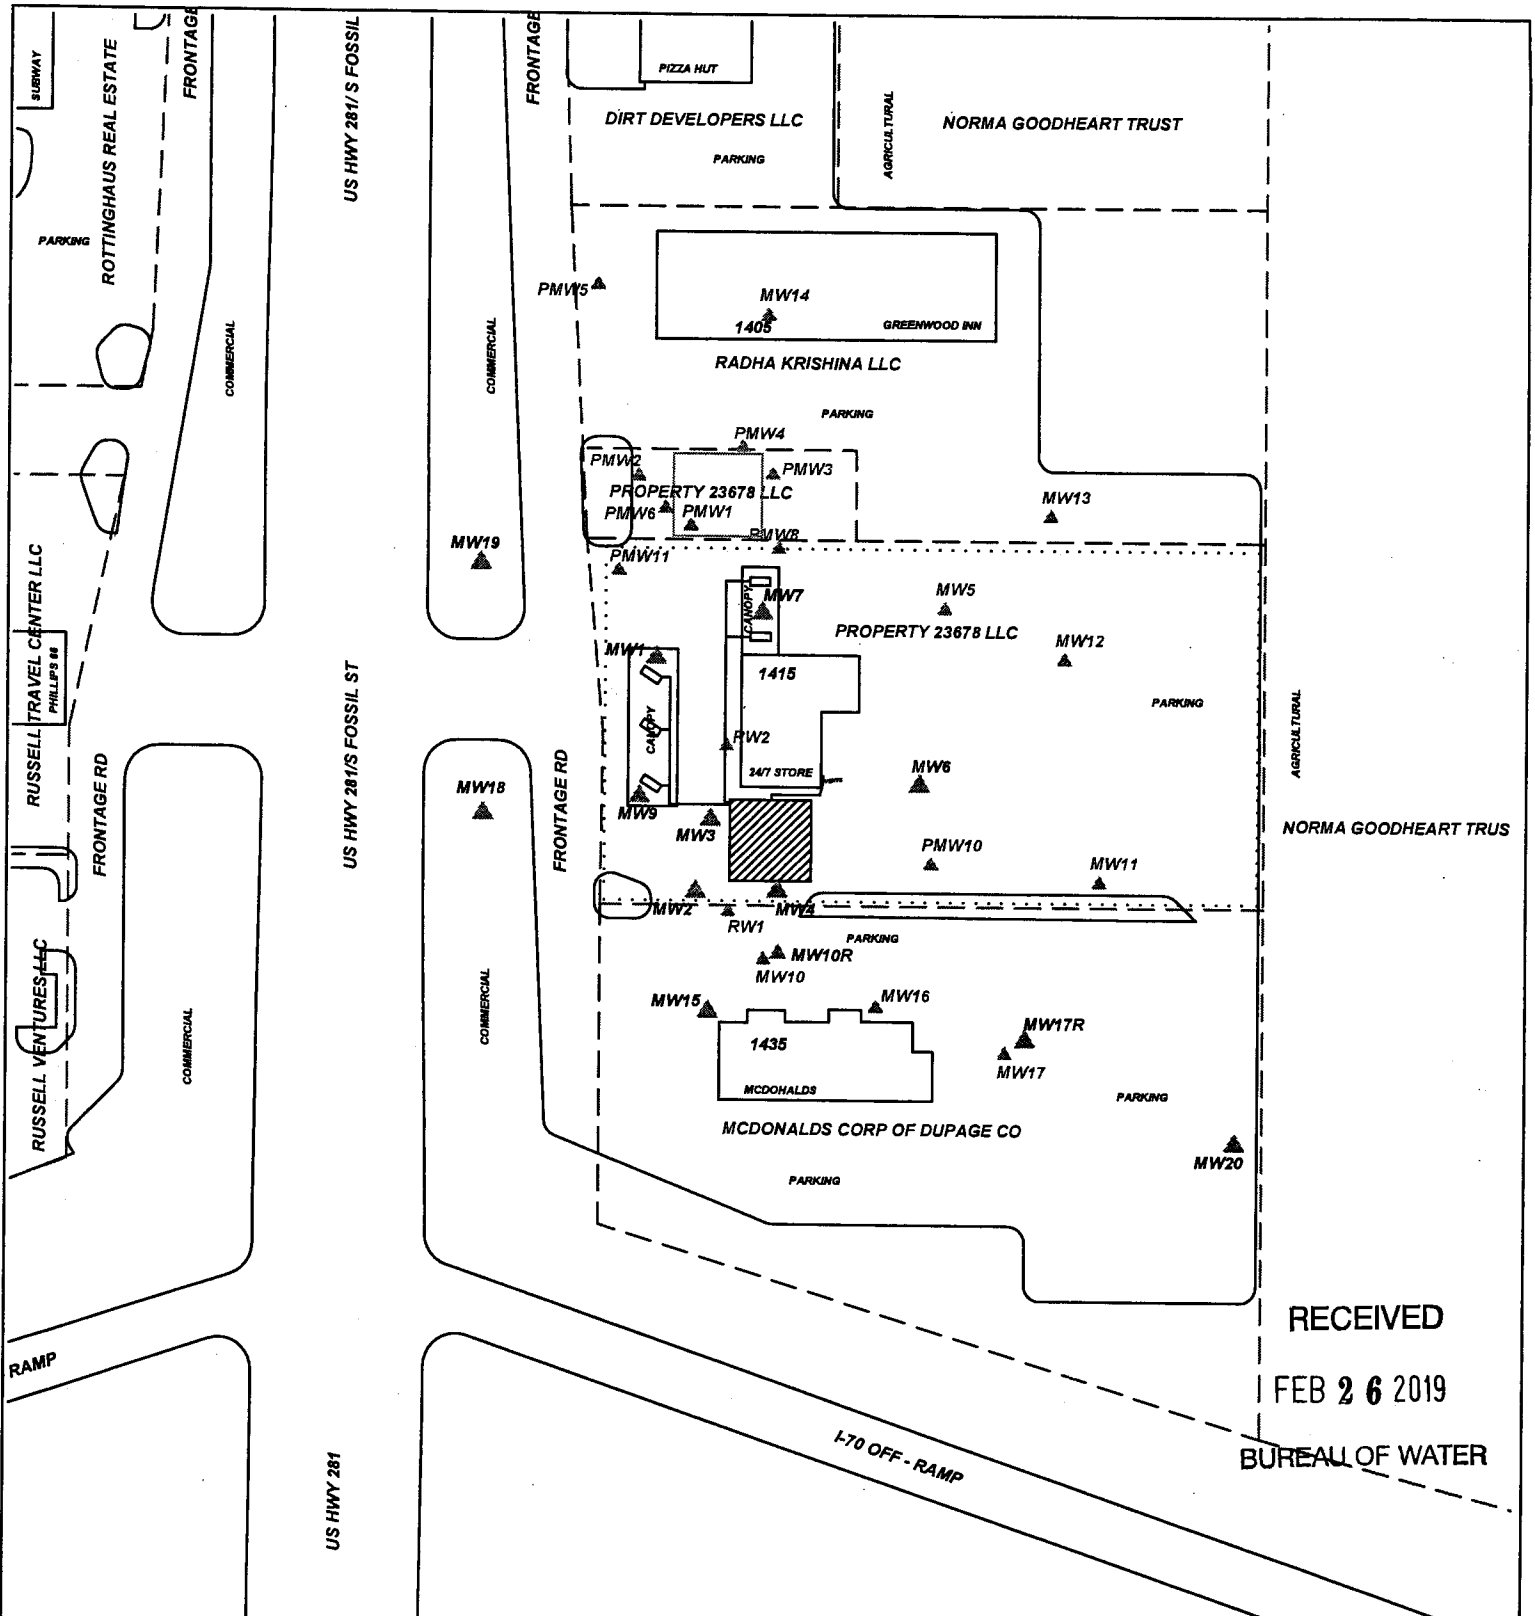 SUBWAY
ROTTINGHAUS REAL ESTATE
FRONTAGE
US HWY 281/ S FOSSIL
FRONTAGE
PIZZA HUT
DIRT DEVELOPERS LLC
PARKING
AGRICULTURAL
NORMA GOODHEART TRUST
PARKING
COMMERCIAL
COMMERCIAL
PMW5
MW14
1405
GREENWOOD INN
RADHA KRISHINA LLC
PARKING
PMW4
PMW2
PMW3
PROPERTY 23678 LLC
PMW6
PMW1
MW13
PMW8
MW19
PMW11
MW7
CANOPY
MW5
PROPERTY 23678 LLC
MW12
MW1
1415
PARKING
RUSSELL TRAVEL CENTER LLC
PHILLIPS 66
US HWY 281/S FOSSIL ST
FRONTAGE RD
FRONTAGE RD
CANOPY
RW2
24/7 STORE
MW6
AGRICULTURAL
MW18
MW9
MW3
NORMA GOODHEART TRUS
PMW10
MW11
MW2
MW4
RW1
PARKING
MW10R
MW10
MW15
MW16
COMMERCIAL
COMMERCIAL
RUSSELL VENTURES LLC
1435
MW17R
MW17
MCDOHALDS
PARKING
MCDONALDS CORP OF DUPAGE CO
MW20
PARKING
RECEIVED
FEB 26 2019
BUREAU OF WATER
RAMP
I-70 OFF - RAMP
US HWY 281